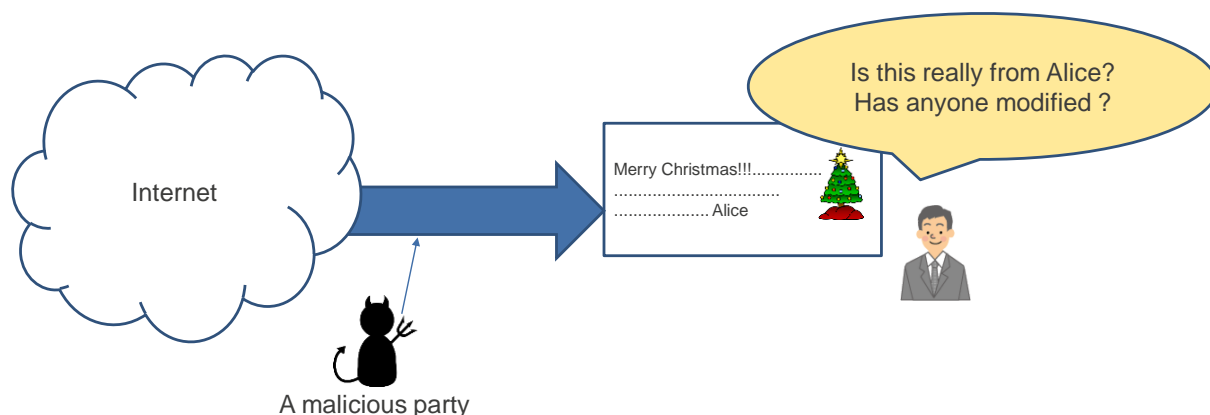 Is this really from Alice?
Has anyone modified ?
Internet
Merry Christmas!!!...............
.......................................
...................... Alice
A malicious party